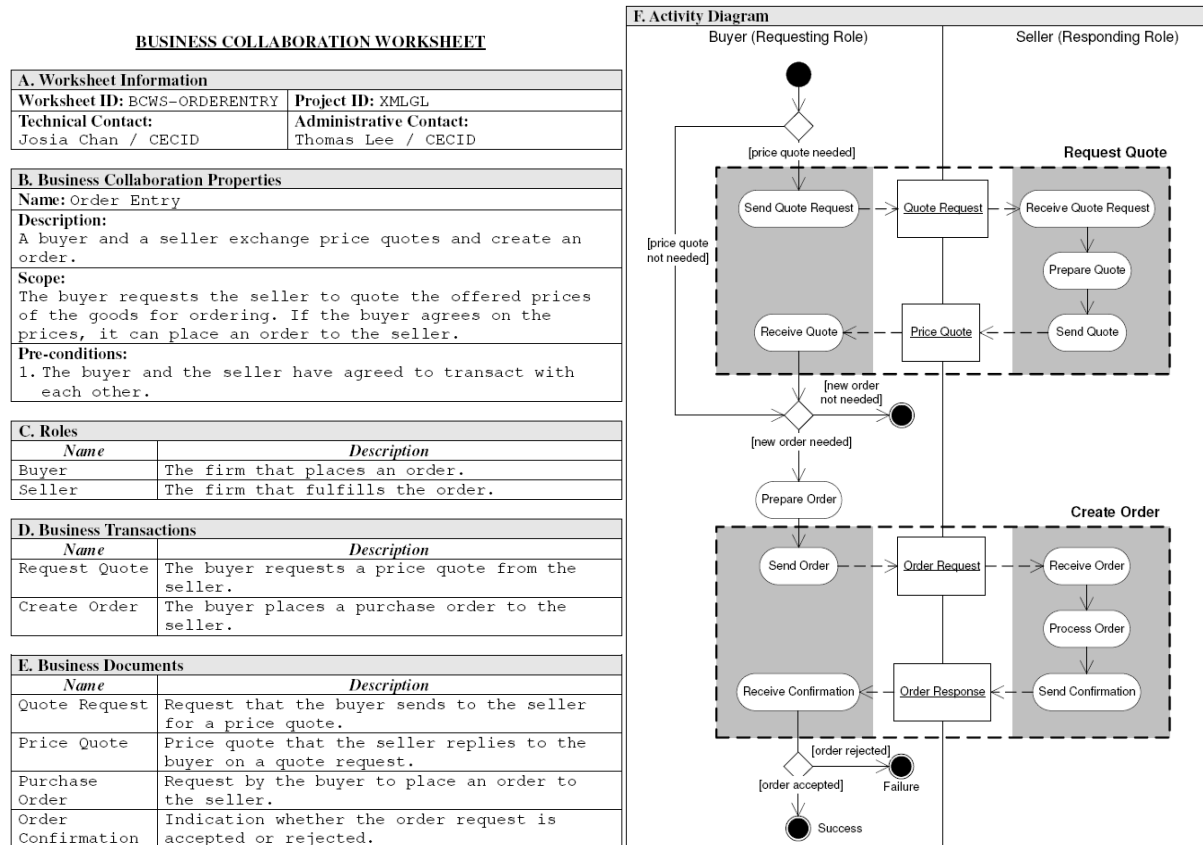 BUSINESS COLLABORATION WORKSHEET
A. Worksheet Information
Worksheet ID: BCWS-ORDERENTRY
Project ID: XMLGL
Technical Contact:
Josia Chan / CECID
Administrative Contact:
Thomas Lee / CECID
B. Business Collaboration Properties
Name: Order Entry
Description:
A buyer and a seller exchange price quotes and create an
order.
Scope:
The buyer requests the seller to quote the offered prices
of the goods for ordering. If the buyer agrees on the
prices, it can place an order to the seller.
Pre-conditions:
1. The buyer and the seller have agreed to transact with
each other.
C. Roles
Name Description
Buyer The firm that places an order.
Seller The firm that fulfills the order.
D. Business Transactions
Name Description
Request Quote The buyer requests a price quote from the
seller.
Create Order The buyer places a purchase order to the
seller.
E. Business Documents
Name Description
Quote Request Request that the buyer sends to the seller
for a price quote.
Price Quote Price quote that the seller replies to the
buyer on a quote request.
Purchase Request by the buyer to place an order to
Order the seller.
Order Indication whether the order request is
Confirmation accepted or rejected.
F. Activity Diagram
Buyer (Requesting Role)
Seller (Responding Role)
[price quote needed]
Request Quote
Send Quote Request
Quote Request
Receive Quote Request
[price quote
not needed]
Prepare Quote
Receive Quote
Price Quote
Send Quote
[new order
not needed]
[new order needed]
Prepare Order
Create Order
Send Order
Order Request
Receive Order
Process Order
Receive Confirmation
Order Response
Send Confirmation
[order rejected]
[order accepted]
Failure
Success